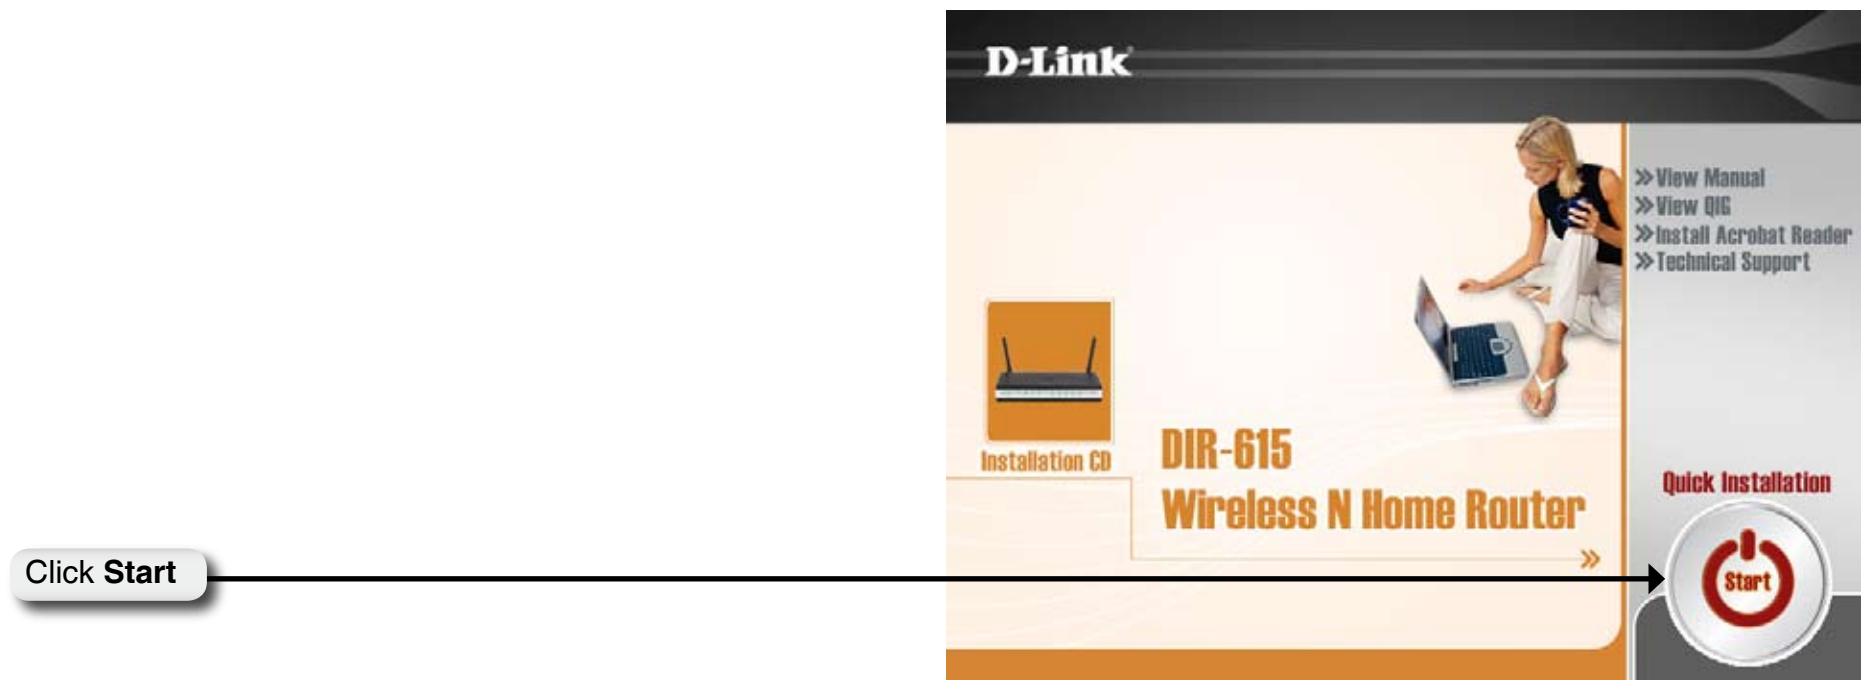 D-Link
View Manual
View QIG
Install Acrobat Reader
Technical Support
Installation CD
DIR-615
Wireless N Home Router
Quick Installation
Start
Click Start